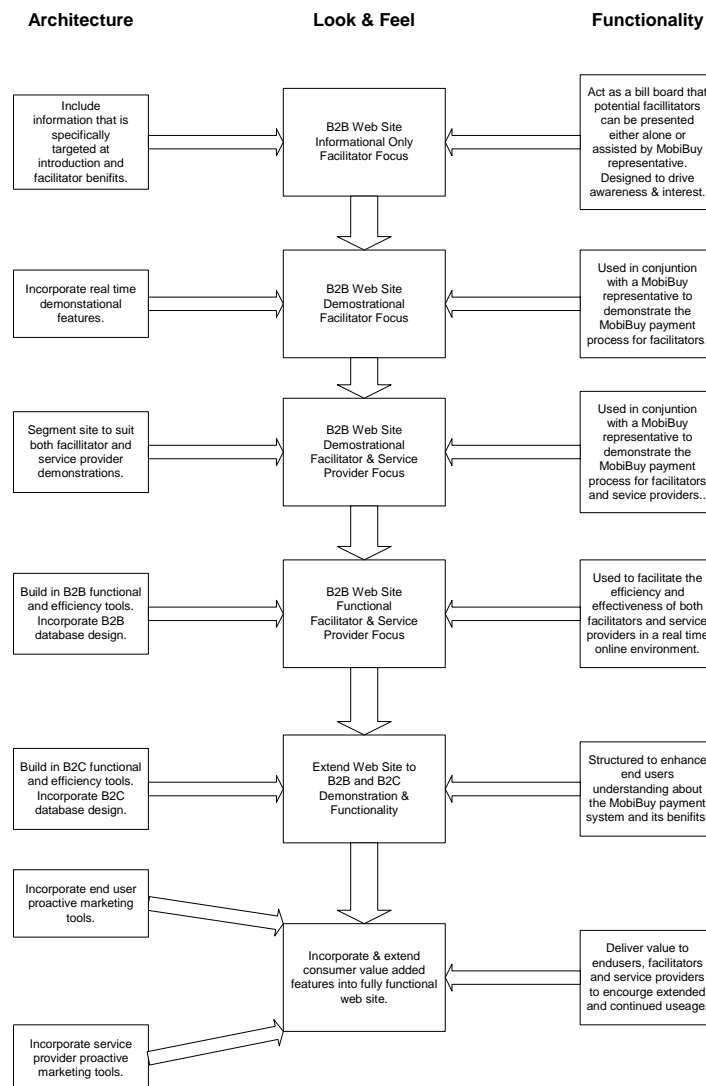 Architecture
Look & Feel
Functionality
Include
information that is
specifically
targeted at
introduction and
facilitator benifits.
B2B Web Site
Informational Only
Facilitator Focus
Act as a bill board that
potential facillitators
can be presented
either alone or
assisted by MobiBuy
representative.
Designed to drive
awareness & interest.
Incorporate real time
demonstational
features.
B2B Web Site
Demostrational
Facilitator Focus
Used in conjuntion
with a MobiBuy
representative to
demonstrate the
MobiBuy payment
process for facilitators.
Segment site to suit
both facillitator and
service provider
demonstrations.
B2B Web Site
Demostrational
Facilitator & Service
Provider Focus
Used in conjuntion
with a MobiBuy
representative to
demonstrate the
MobiBuy payment
process for facilitators
and sevice providers..
Build in B2B functional
and efficiency tools.
Incorporate B2B
database design.
B2B Web Site
Functional
Facilitator & Service
Provider Focus
Used to facilitate the
efficiency and
effectiveness of both
facilitators and service
providers in a real time
online environment.
Build in B2C functional
and efficiency tools.
Incorporate B2C
database design.
Extend Web Site to
B2B and B2C
Demonstration &
Functionality
Structured to enhance
end users
understanding about
the MobiBuy payment
system and its benifits.
Incorporate end user
proactive marketing
tools.
Incorporate & extend
consumer value added
features into fully functional
web site.
Deliver value to
endusers, facilitators
and service providers
to encourge extended
and continued useage.
Incorporate service
provider proactive
marketing tools.